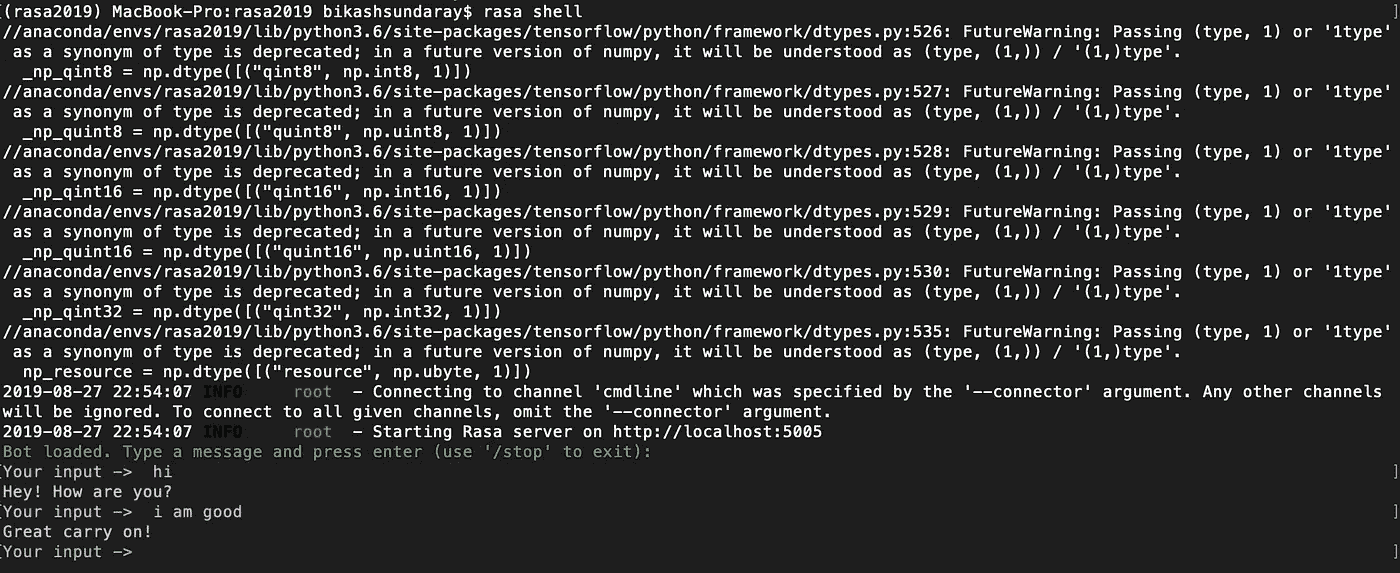 [(rasa2019) MacBook-Pro:rasa2019 bikashsundaray$ rasa shell ]
//anaconda/envs/rasa2019/lib/python3.6/site-packages/tensorflow/python/framework/dtypes.py:526: FutureWarning: Passing (type, 1) or '1type'
as a synonym of type is deprecated; in a future version of numpy, it will be understood as (type, (1,)) / '(1,)type'.
_np_qint8 = np.dtype([("qint8", np.int8, 1)])
//anaconda/envs/rasa2019/lib/python3.6/site-packages/tensorflow/python/framework/dtypes.py:527: FutureWarning: Passing (type, 1) or '1type'
as a synonym of type is deprecated; in a future version of numpy, it will be understood as (type, (1,)) / '(1,)type'.
_np_quint8 = np.dtype([("quint8", np.uint8, 1)])
//anaconda/envs/rasa2019/lib/python3.6/site-packages/tensorflow/python/framework/dtypes.py:528: FutureWarning: Passing (type, 1) or '1type'
as a synonym of type is deprecated; in a future version of numpy, it will be understood as (type, (1,)) / '(1,)type'.
_np_qint16 = np.dtype([("qint16", np.int16, 1)])
//anaconda/envs/rasa2019/lib/python3.6/site-packages/tensorflow/python/framework/dtypes.py:529: FutureWarning: Passing (type, 1) or '1type'
as a synonym of type is deprecated; in a future version of numpy, it will be understood as (type, (1,)) / '(1,)type'.
_np_quint16 = np.dtype([("quint16", np.uint16, 1)])
//anaconda/envs/rasa2019/lib/python3.6/site-packages/tensorflow/python/framework/dtypes.py:530: FutureWarning: Passing (type, 1) or '1type'
as a synonym of type is deprecated; in a future version of numpy, it will be understood as (type, (1,)) / '(1,)type'.
_np_qint32 = np.dtype([("qint32", np.int32, 1)])
//anaconda/envs/rasa2019/lib/python3.6/site-packages/tensorflow/python/framework/dtypes.py:535: FutureWarning: Passing (type, 1) or '1type'
as a synonym of type is deprecated; in a future version of numpy, it will be understood as (type, (1,)) / '(1,)type'.
np_resource = np.dtype([("resource", np.ubyte, 1)])
2019-08-27 22:54:07 INFO root - Connecting to channel 'cmdline' which was specified by the '--connector' argument. Any other channels
will be ignored. To connect to all given channels, omit the '--connector' argument.
2019-08-27 22:54:07 INFO root - Starting Rasa server on http://localhost:5005
Bot loaded. Type a message and press enter (use '/stop' to exit):
[Your input -> hi ]
Hey! How are you?
[Your input -> i am good ]
Great carry on!
[Your input -> ]